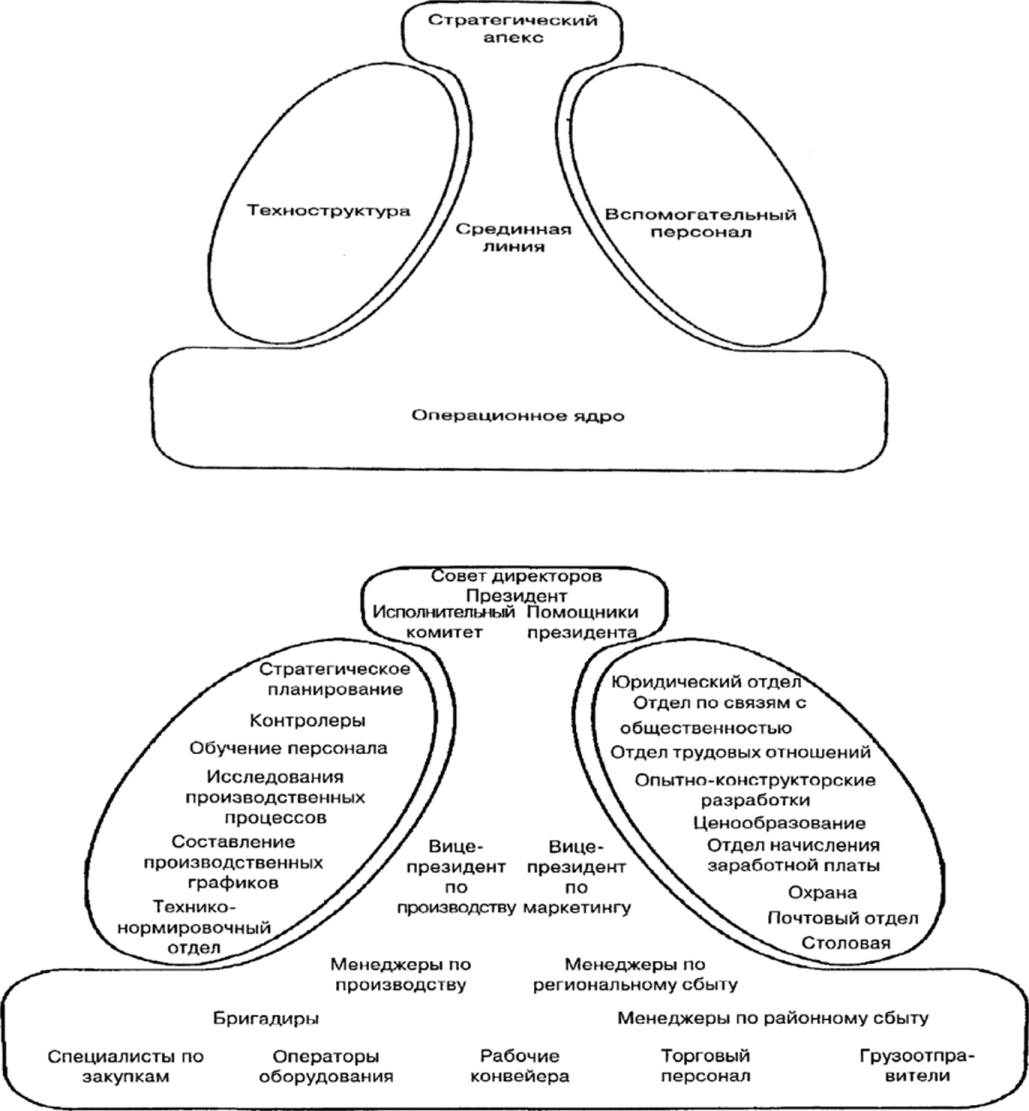 Стратегический
апекс
Техноструктура
Срединная
линия
Вспомогательный
персонал
Операционное ядро
Совет директоров
Президент
Исполнительный
комитет
Помощники
президента
Стратегическое
планирование
Контролеры
Обучение персонала
Исследования
производственных
процессов
Составление
производственных
графиков
Технико-
нормировочный
отдел
Юридический отдел
Отдел по связям с
общественностью
Отдел трудовых отношений
Опытно-конструкторские
разработки
Ценообразование
Отдел начисления
заработной платы
Охрана
Почтовый отдел
Столовая
Вице-
президент
по
производству
Вице-
президент
по
маркетингу
Менеджеры по
производству
Менеджеры по
региональному сбыту
Бригадиры
Менеджеры по районному сбыту
Специалисты по
закупкам
Операторы
оборудования
Рабочие
конвейера
Торговый
персонал
Грузоотпра-
вители